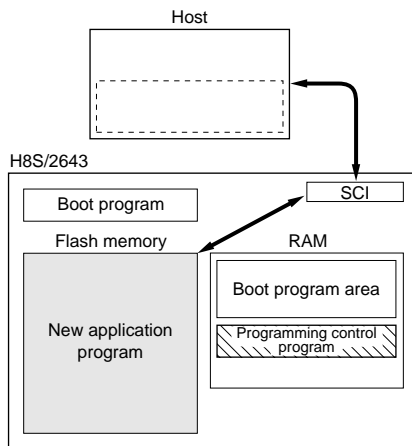 Host
H8S/2643
SCI
Boot program
Flash memory
RAM
Boot program area
New application
program
Programming control
program